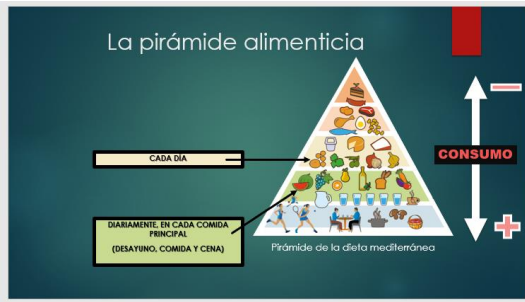 La pirámide alimenticia
CADA DÍA
DIARIAMENTE, EN CADA COMIDA
PRINCIPAL
(DESAYUNO, COMIDA Y CENA)
CONSUMO
Pirámide de la dieta mediterránea